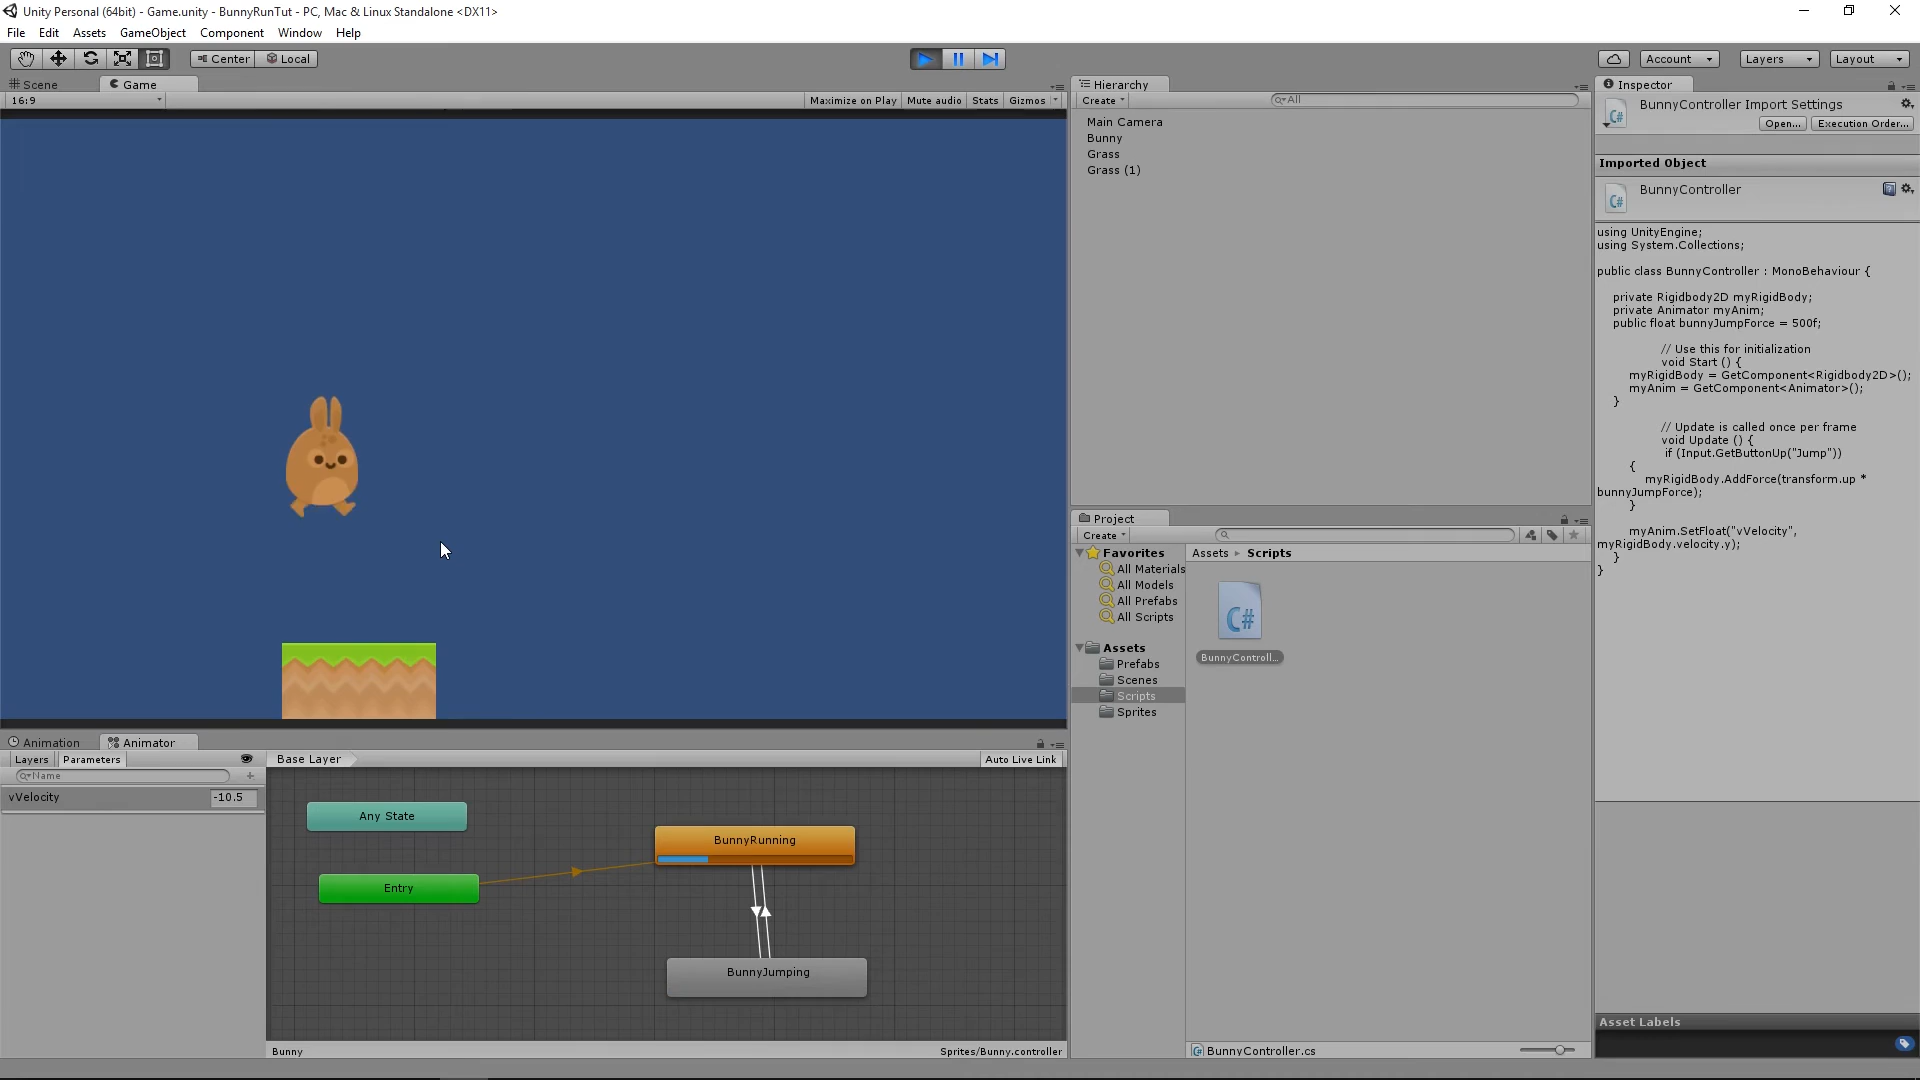 Unity Personal (64bit) - Game.unity - BunnyRunTut - PC, Mac & Linux Standalone <DX11>
File Edit Assets GameObject Component Window Help
Center Local
Account Layers Layout
Scene Game
16:9
Maximize on Play Mute audio Stats Gizmos
Hierarchy
Create All
Main Camera
Bunny
Grass
Grass (1)
Inspector
BunnyController Import Settings
Open... Execution Order...
Imported Object
BunnyController
using UnityEngine;
using System.Collections;
public class BunnyController : MonoBehaviour {
private Rigidbody2D myRigidBody;
private Animator myAnim;
public float bunnyJumpForce = 500f;
// Use this for initialization
void Start () {
myRigidBody = GetComponent<Rigidbody2D>();
myAnim = GetComponent<Animator>();
}
// Update is called once per frame
void Update () {
if (Input.GetButtonUp("Jump"))
{
myRigidBody.AddForce(transform.up *
bunnyJumpForce);
}
myAnim.SetFloat("vVelocity",
myRigidBody.velocity.y);
}
}
Asset Labels
Project
Create
Favorites
All Materials
All Models
All Prefabs
All Scripts
Assets
Prefabs
Scenes
Scripts
Sprites
Assets Scripts
C#
BunnyControll...
BunnyController.cs
Animation Animator
Layers Parameters
Name
vVelocity -10.5
Base Layer
Auto Live Link
Any State
Entry
BunnyRunning
BunnyJumping
Bunny
Sprites/Bunny.controller